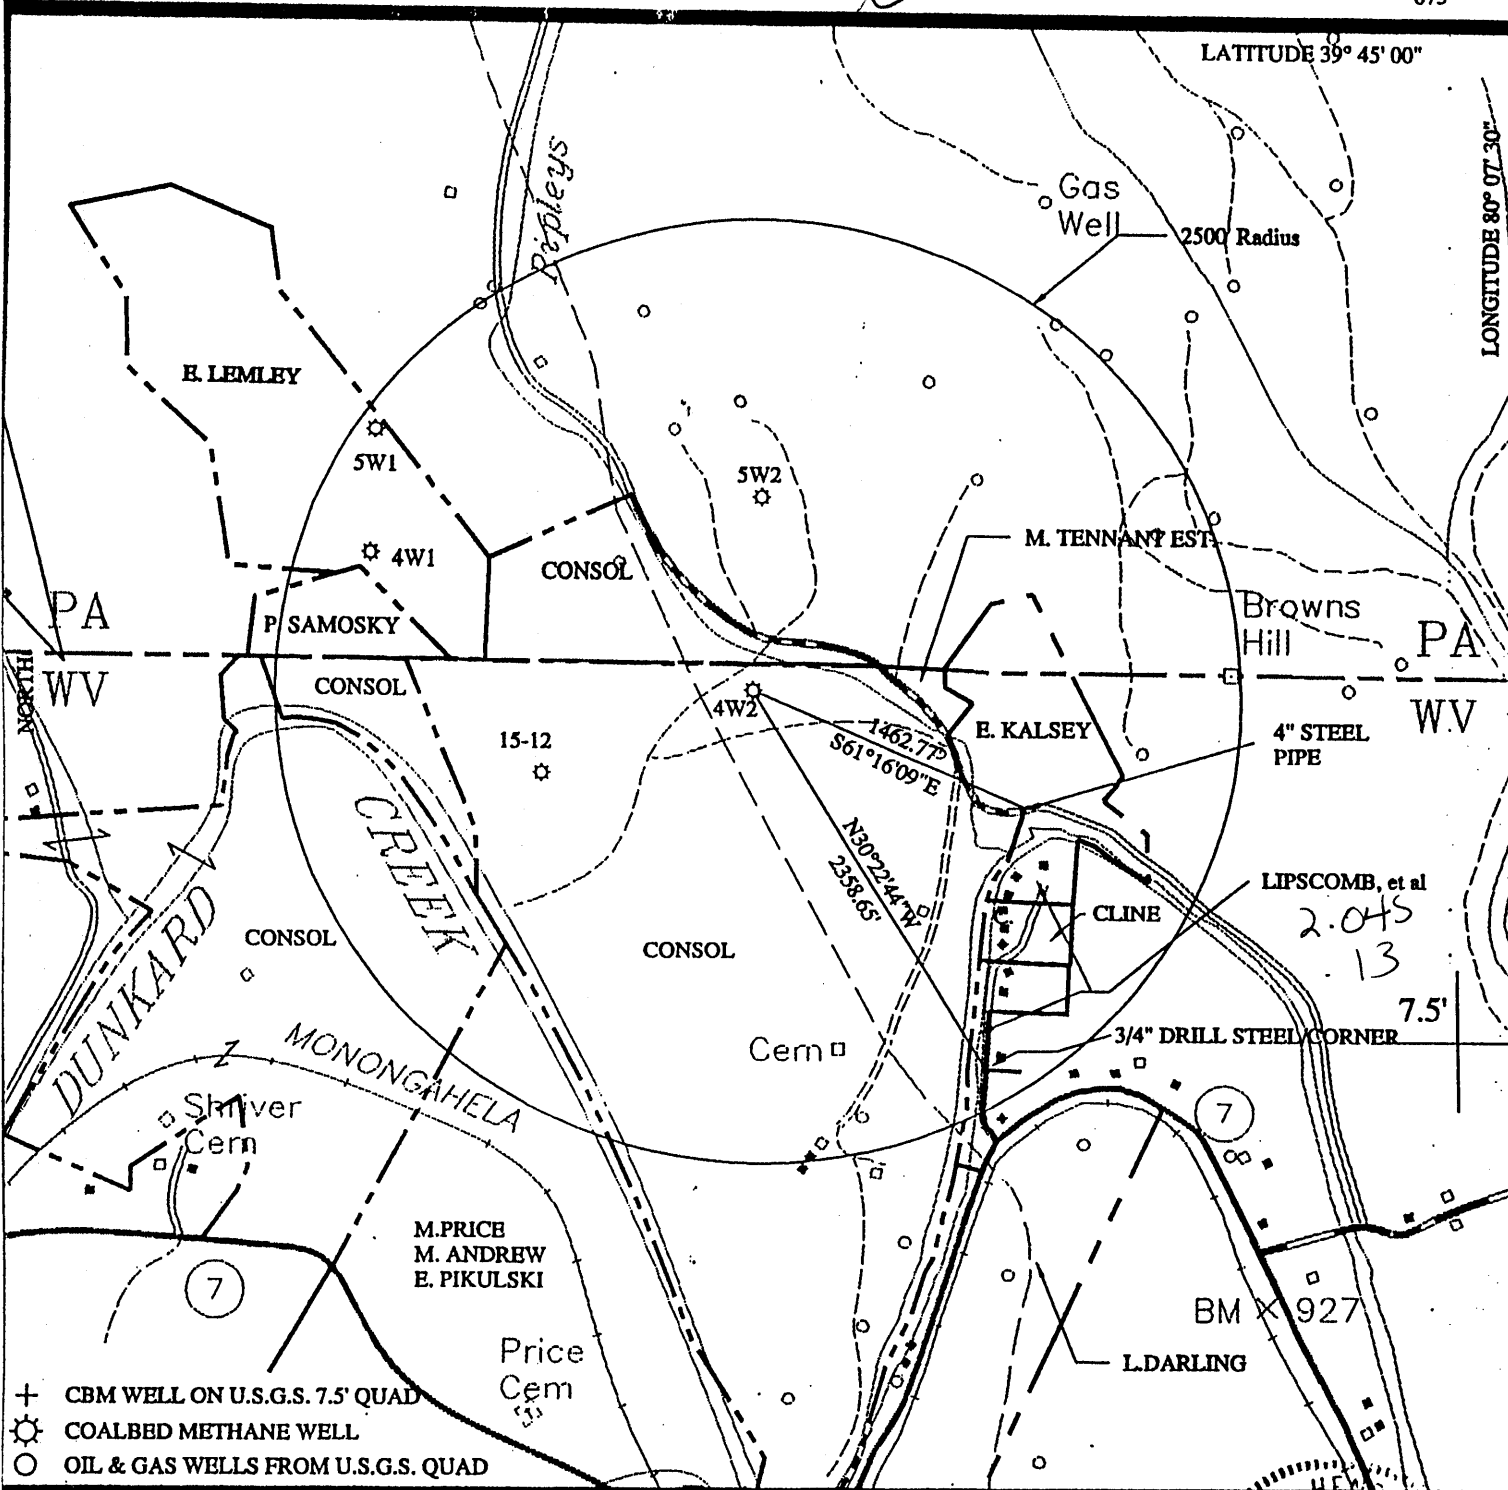 LATITUDE 39° 45' 00"
LONGITUDE 80° 07' 30"
Gas
Well
2500' Radius
E. LEMLEY
5W1
5W2
4W1
CONSOL
M. TENNANT EST
PA
P. SAMOSKY
Browns
Hill
PA
NORTH
WV
CONSOL
4W2
WV
15-12
1462.77'
S61°16'09"E
E. KALSEY
4" STEEL
PIPE
CREEK
N30°22'44"W
2358.65'
LIPSCOMB, et al
CLINE
2.045
13
DUNKARD
CONSOL
CONSOL
7.5'
3/4" DRILL STEEL/CORNER
Cem
MONONGAHELA
Shriver
Cem
7
M.PRICE
M. ANDREW
E. PIKULSKI
7
BM X 927
Price
Cem
L.DARLING
CBM WELL ON U.S.G.S. 7.5' QUAD
COALBED METHANE WELL
OIL & GAS WELLS FROM U.S.G.S. QUAD